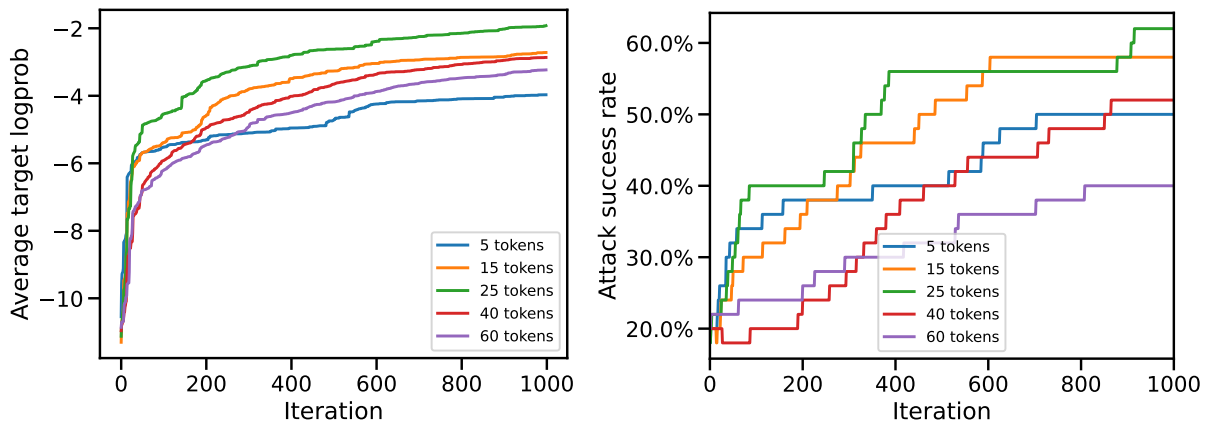 Average target logprob
−2
−4
−6
−8
−10
0
200
400
600
800
1000
Iteration
5 tokens
15 tokens
25 tokens
40 tokens
60 tokens
Attack success rate
60.0%
50.0%
40.0%
30.0%
20.0%
0
200
400
600
800
1000
Iteration
5 tokens
15 tokens
25 tokens
40 tokens
60 tokens